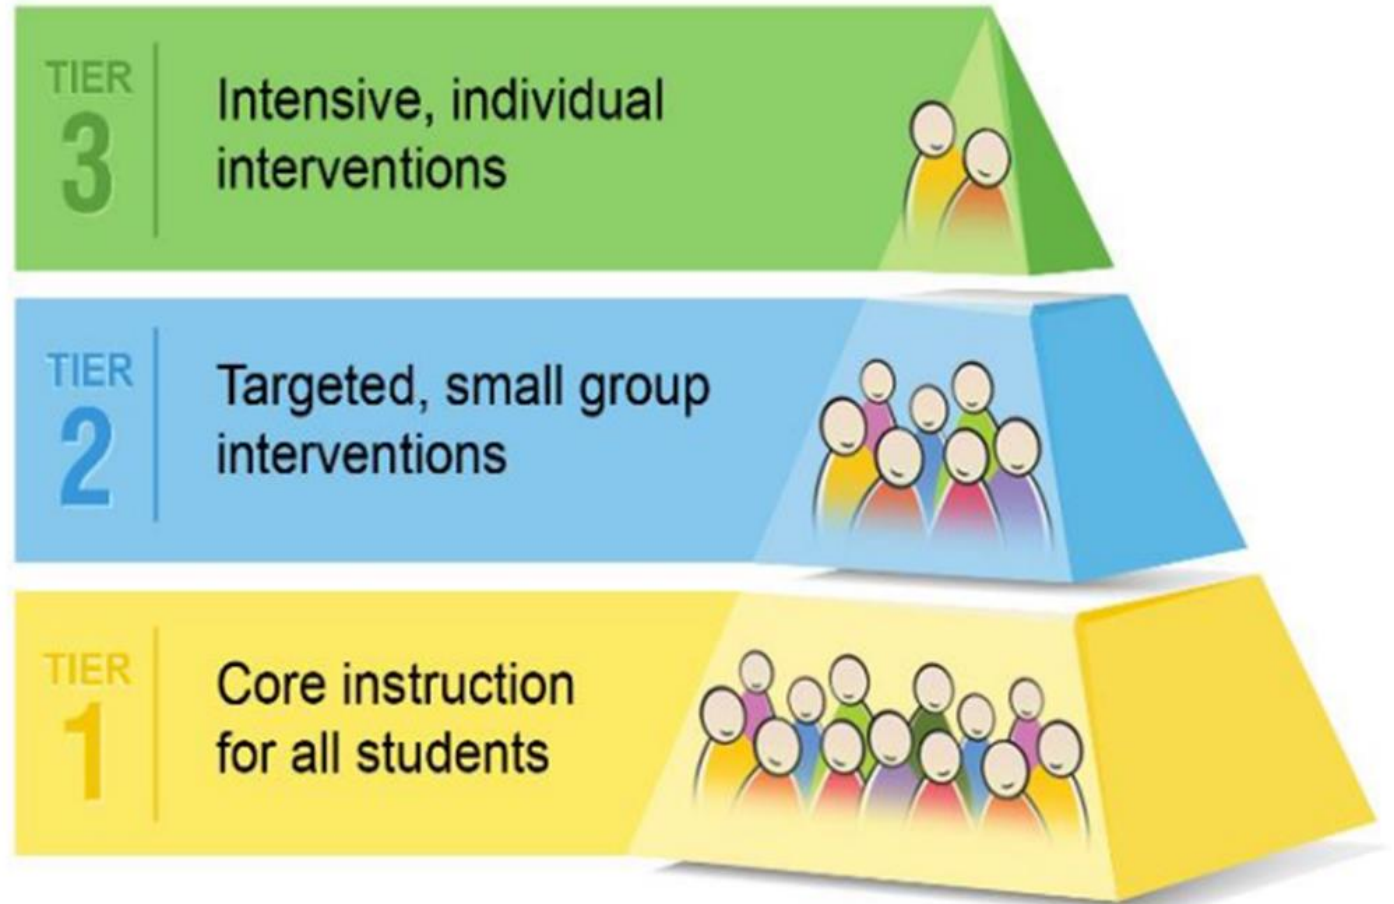 TIER
3
Intensive, individual
interventions
TIER
2
Targeted, small group
interventions
TIER
1
Core instruction
for all students